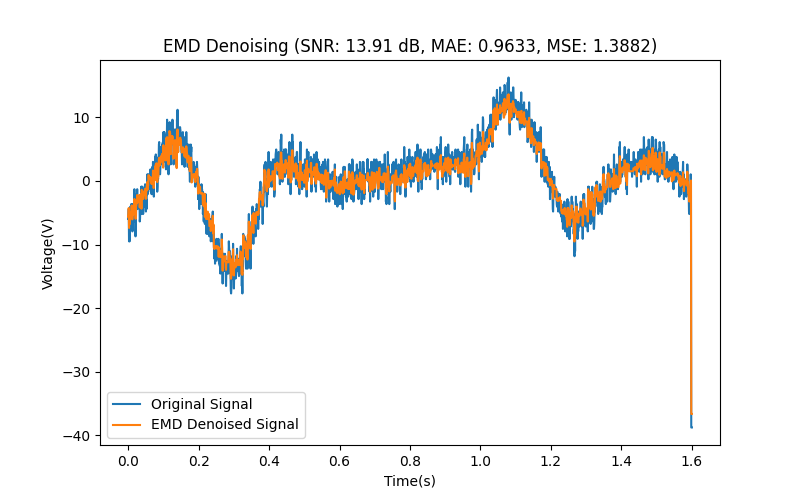 EMD Denoising (SNR: 13.91 dB, MAE: 0.9633, MSE: 1.3882)
10
0
−10
−20
−30
−40
Voltage(V)
Original Signal
EMD Denoised Signal
0.0 0.2 0.4 0.6 0.8 1.0 1.2 1.4 1.6
Time(s)